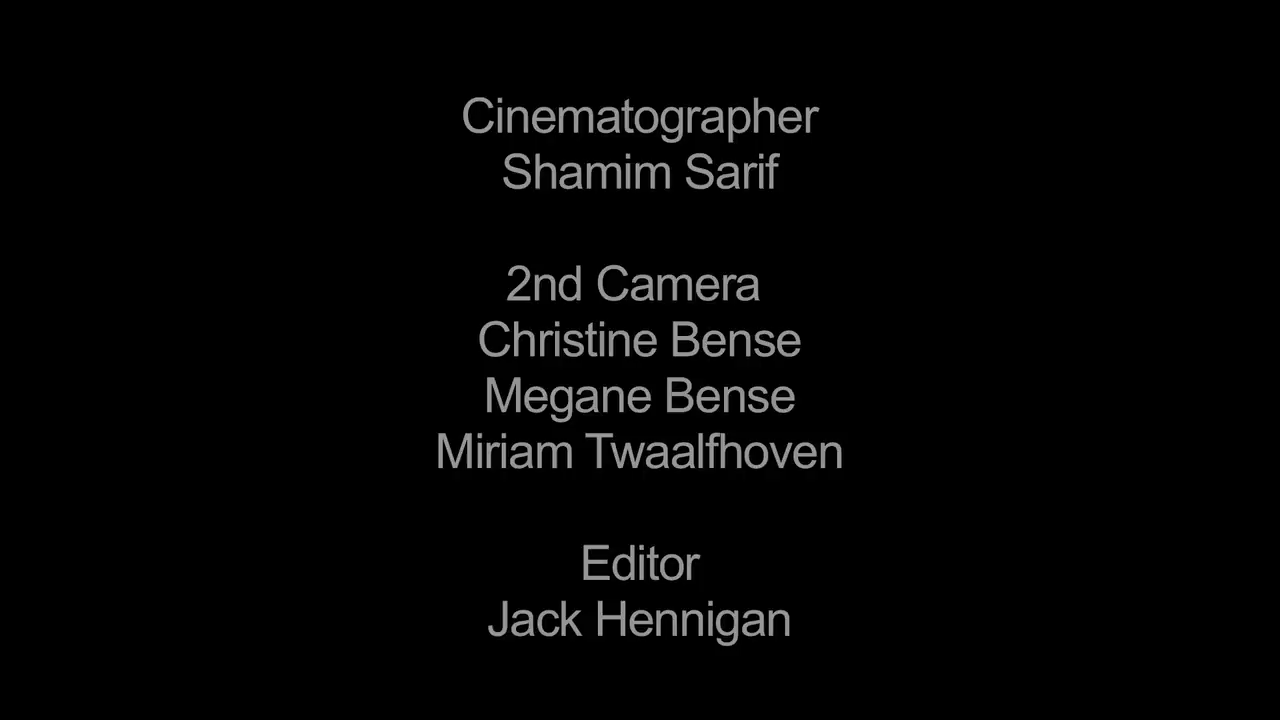 Cinematographer
Shamim Sarif
2nd Camera
Christine Bense
Megane Bense
Miriam Twaalfhoven
Editor
Jack Hennigan